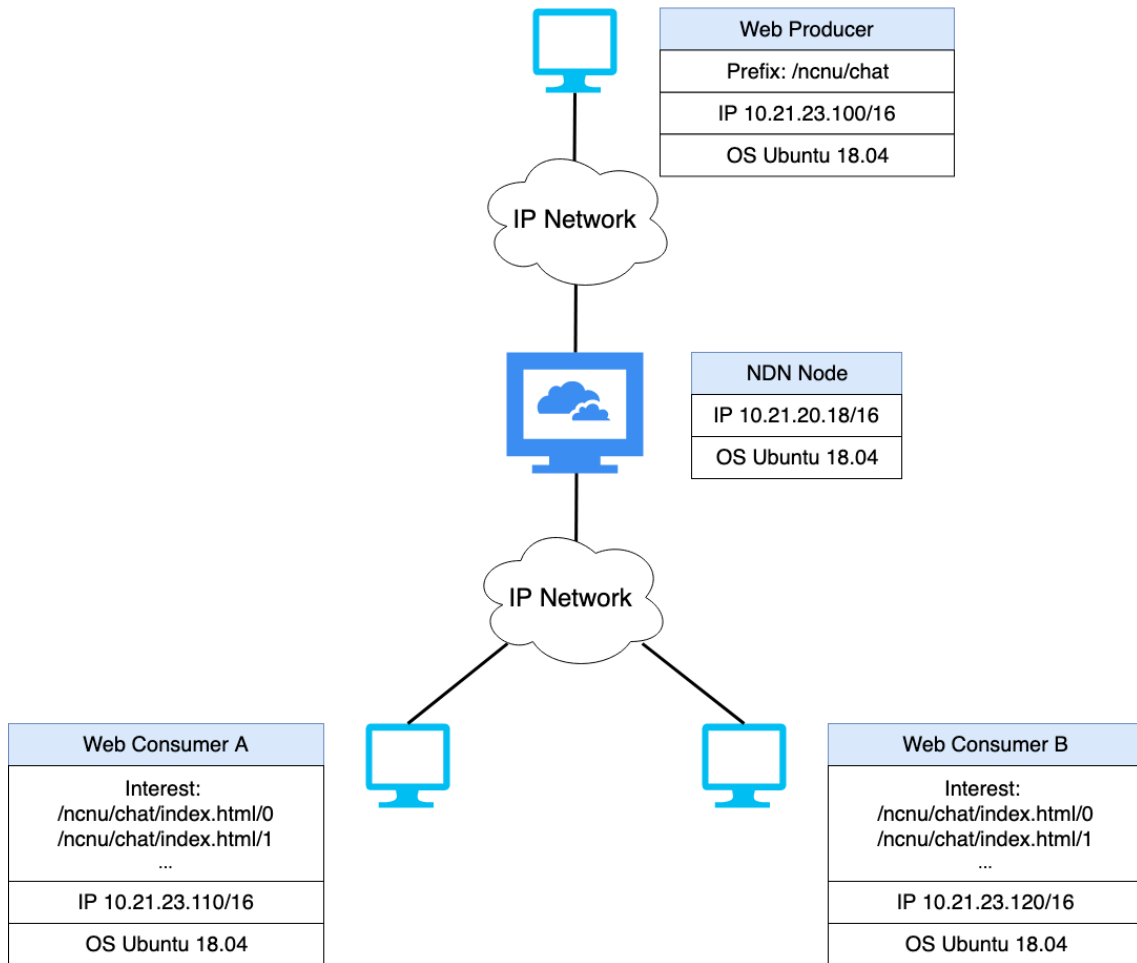 Web Producer
Prefix: /ncnu/chat
IP 10.21.23.100/16
OS Ubuntu 18.04
IP Network
NDN Node
IP 10.21.20.18/16
OS Ubuntu 18.04
IP Network
Web Consumer A
Interest:
/ncnu/chat/index.html/0
/ncnu/chat/index.html/1
...
IP 10.21.23.110/16
OS Ubuntu 18.04
Web Consumer B
Interest:
/ncnu/chat/index.html/0
/ncnu/chat/index.html/1
...
IP 10.21.23.120/16
OS Ubuntu 18.04